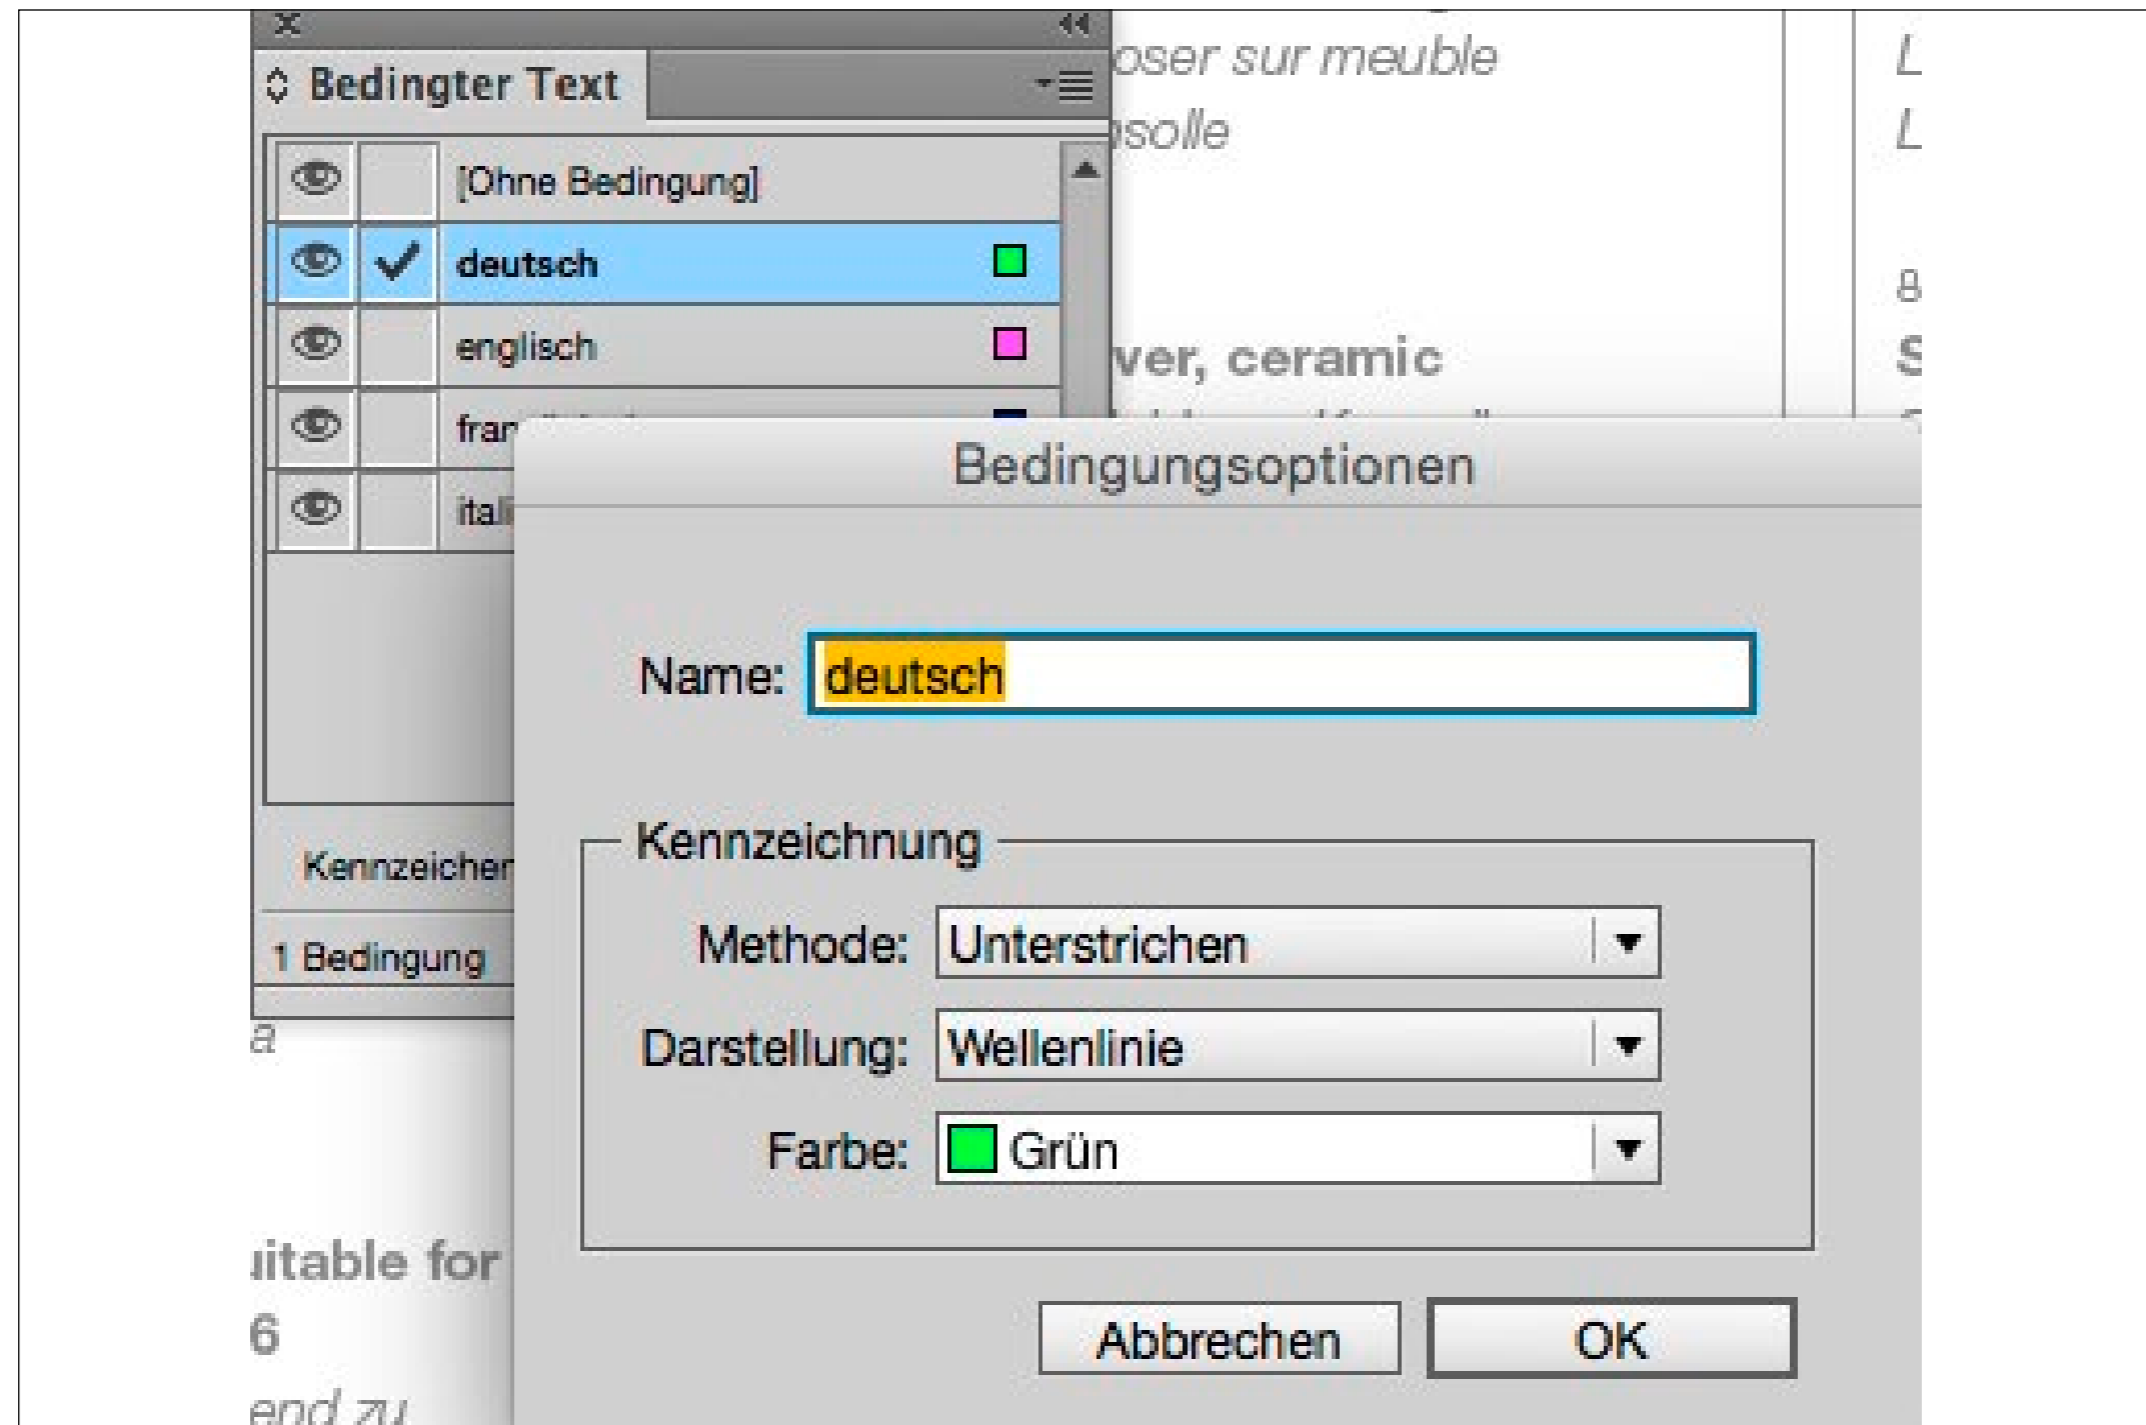 Bedingter Text
oser sur meuble
solle
[Ohne Bedingung]
deutsch
englisch
ver, ceramic
Bedingungsoptionen
Name: deutsch
Kennzeichnung
Methode: Unterstrichen
Darstellung: Wellenlinie
Farbe: Grün
Abbrechen OK
1 Bedingung
uitable for
6
end zu